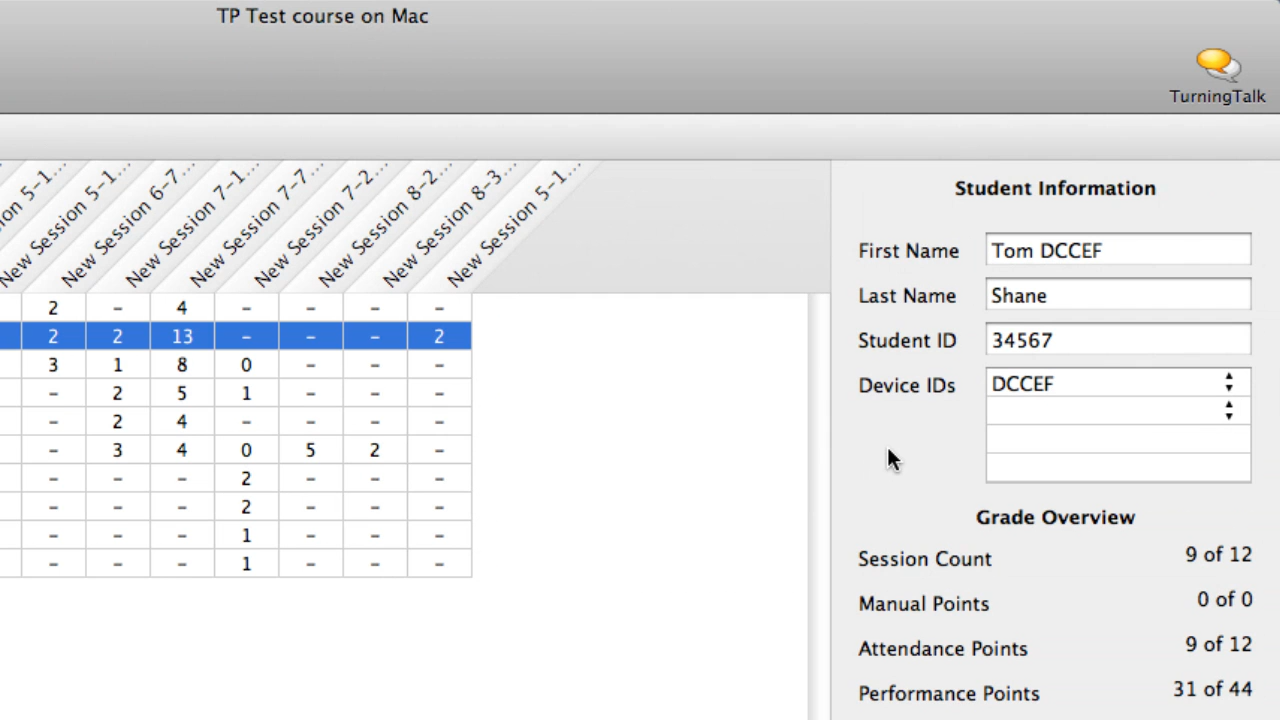 TP Test course on Mac
TurningTalk
on 5-1...
New Session 5-1...
New Session 6-7...
New Session 7-1...
New Session 7-7...
New Session 7-2...
New Session 8-2...
New Session 8-3...
New Session 5-1...
2 - 4 - - - -
2 2 13 - - - 2
3 1 8 0 - - -
- 2 5 1 - - -
- 2 4 - - - -
- 3 4 0 5 2 -
- - - 2 - - -
- - - 2 - - -
- - - 1 - - -
- - - 1 - - -
Student Information
First Name Tom DCCEF
Last Name Shane
Student ID 34567
Device IDs DCCEF
Grade Overview
Session Count 9 of 12
Manual Points 0 of 0
Attendance Points 9 of 12
Performance Points 31 of 44